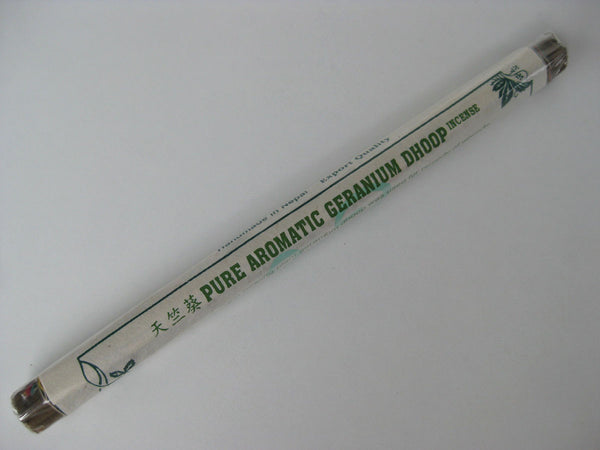 Handmade in Nepal Export Quality
天竺葵 PURE AROMATIC GERANIUM DHOOP INCENSE